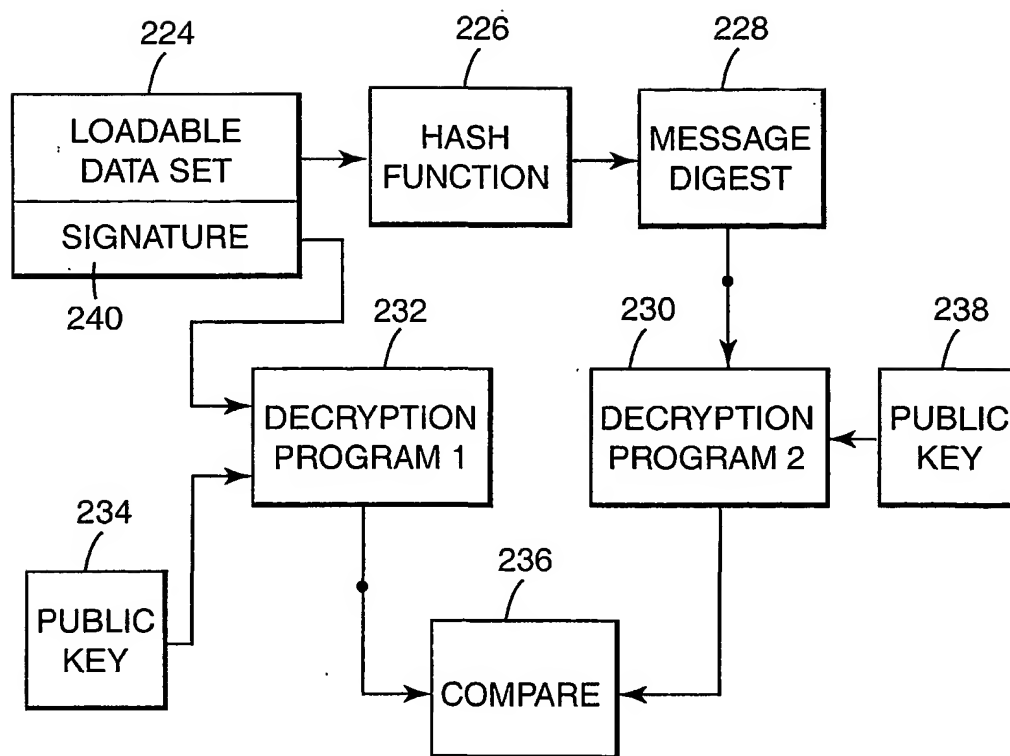 224
226
228
LOADABLE
DATA SET
HASH
FUNCTION
MESSAGE
DIGEST
SIGNATURE
240
232
230
238
DECRYPTION
PROGRAM 1
DECRYPTION
PROGRAM 2
PUBLIC
KEY
234
236
PUBLIC
KEY
COMPARE